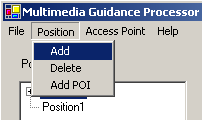 Multimedia Guidance Processor
File Position Access Point Help
Add
Delete
Add POI
Position1